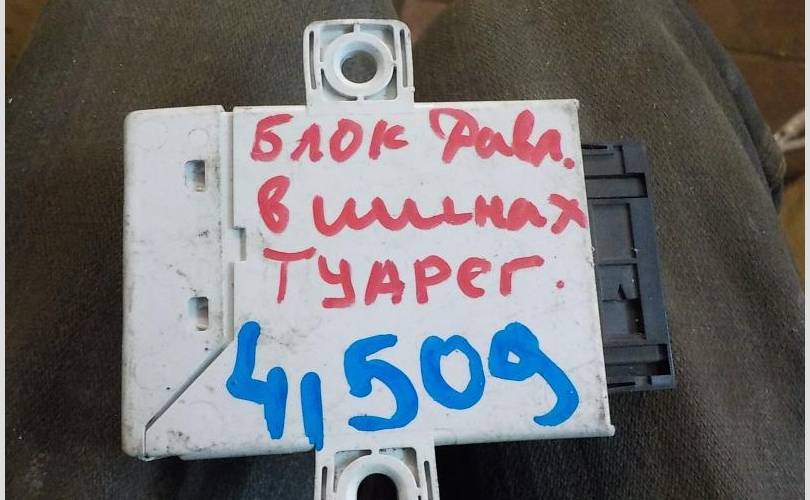 БЛОК Давл.
в шинах
ТУАРЕГ.
41509